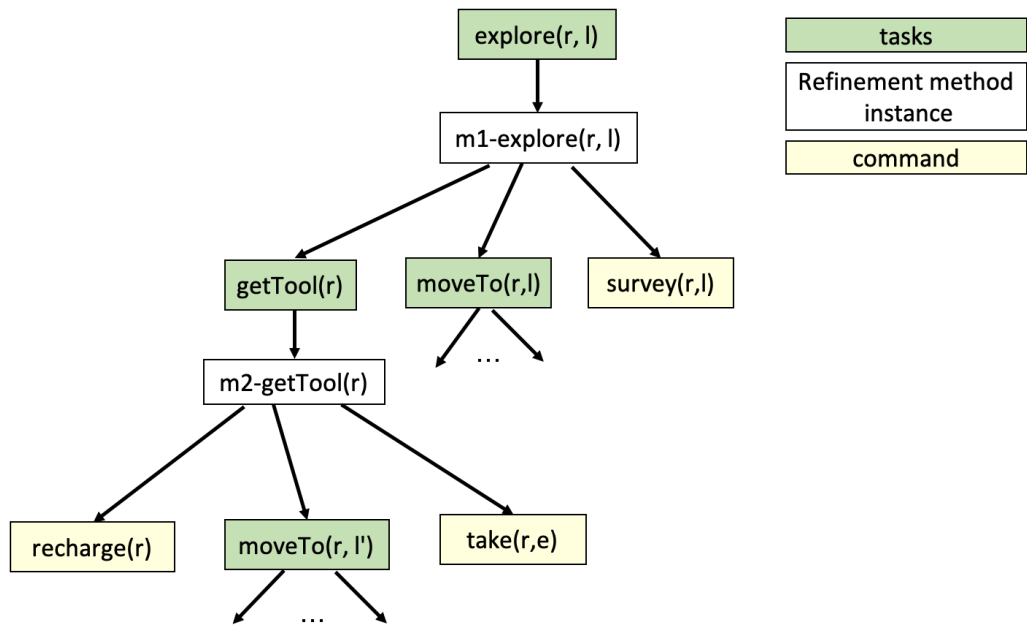 explore(r, l)
tasks
Refinement method
instance
m1-explore(r, l)
command
getTool(r)
moveTo(r,l)
survey(r,l)
...
m2-getTool(r)
recharge(r)
moveTo(r, l')
take(r,e)
...